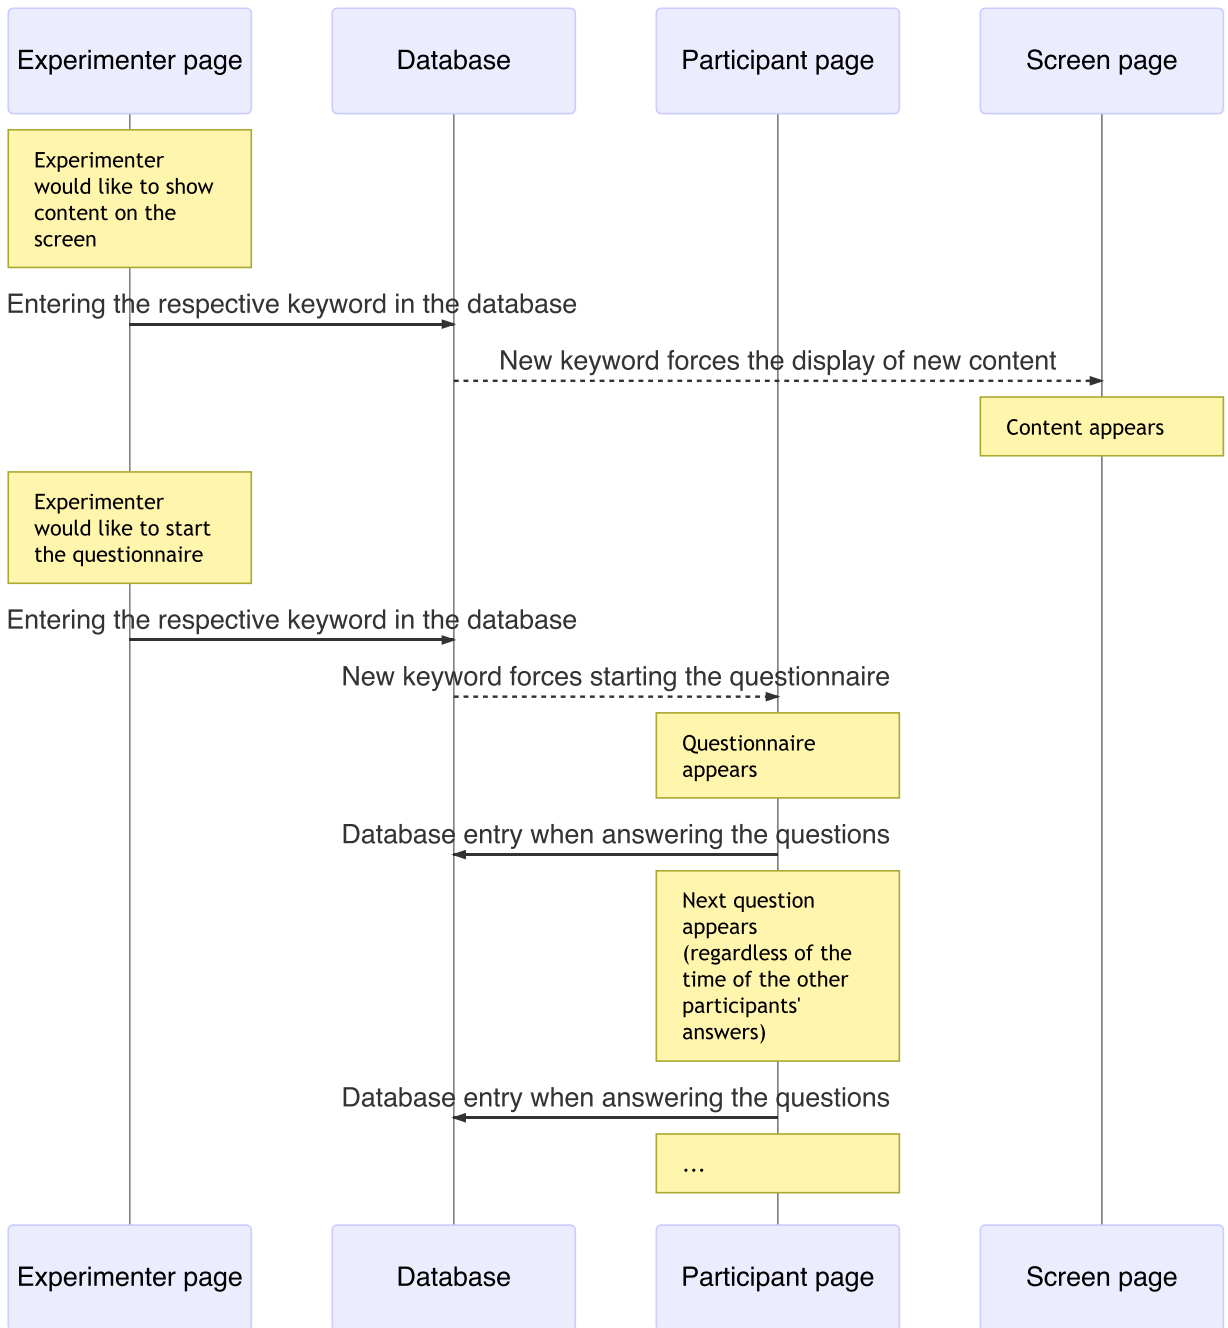 Experimenter page
Database
Participant page
Screen page
Experimenter
would like to show
content on the
screen
Entering the respective keyword in the database
New keyword forces the display of new content
Content appears
Experimenter
would like to start
the questionnaire
Entering the respective keyword in the database
New keyword forces starting the questionnaire
Questionnaire
appears
Database entry when answering the questions
Next question
appears
(regardless of the
time of the other
participants'
answers)
Database entry when answering the questions
...
Experimenter page
Database
Participant page
Screen page